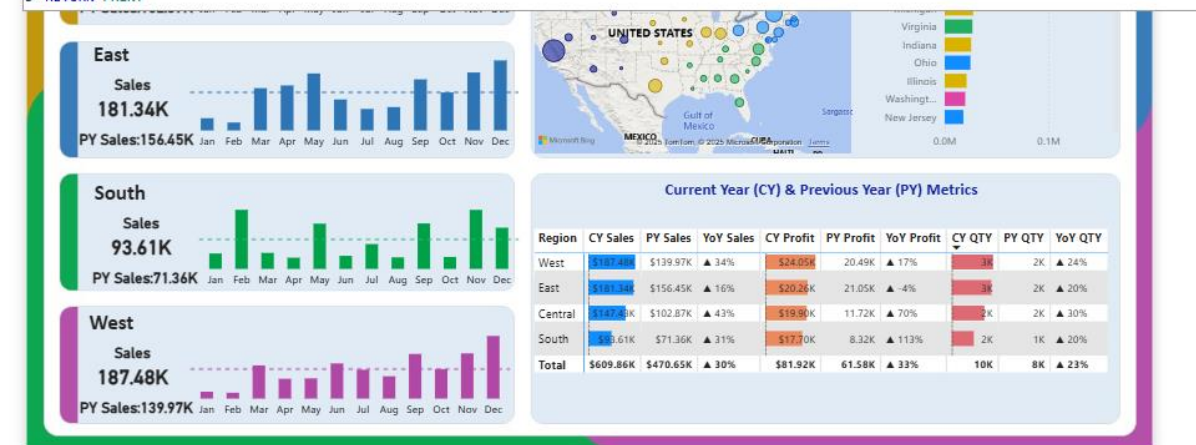 East
Sales
181.34K
PY Sales:156.45K
Jan Feb Mar Apr May Jun Jul Aug Sep Oct Nov Dec
South
Sales
93.61K
PY Sales:71.36K
Jan Feb Mar Apr May Jun Jul Aug Sep Oct Nov Dec
West
Sales
187.48K
PY Sales:139.97K
Jan Feb Mar Apr May Jun Jul Aug Sep Oct Nov Dec
UNITED STATES
Gulf of
Mexico
MEXICO
Microsoft Bing
© 2025 TomTom, © 2025 Microsoft Corporation Terms
Virginia
Indiana
Ohio
Illinois
Washingt...
New Jersey
0.0M 0.1M
Current Year (CY) & Previous Year (PY) Metrics
Region CY Sales PY Sales YoY Sales CY Profit PY Profit YoY Profit CY QTY PY QTY YoY QTY
West $187.48K $139.97K ▲ 34% $24.05K 20.49K ▲ 17% 3K 2K ▲ 24%
East $181.34K $156.45K ▲ 16% $20.26K 21.05K ▲ -4% 3K 2K ▲ 20%
Central $147.43K $102.87K ▲ 43% $19.90K 11.72K ▲ 70% 2K 2K ▲ 30%
South $93.61K $71.36K ▲ 31% $17.70K 8.32K ▲ 113% 2K 1K ▲ 20%
Total $609.86K $470.65K ▲ 30% $81.92K 61.58K ▲ 33% 10K 8K ▲ 23%